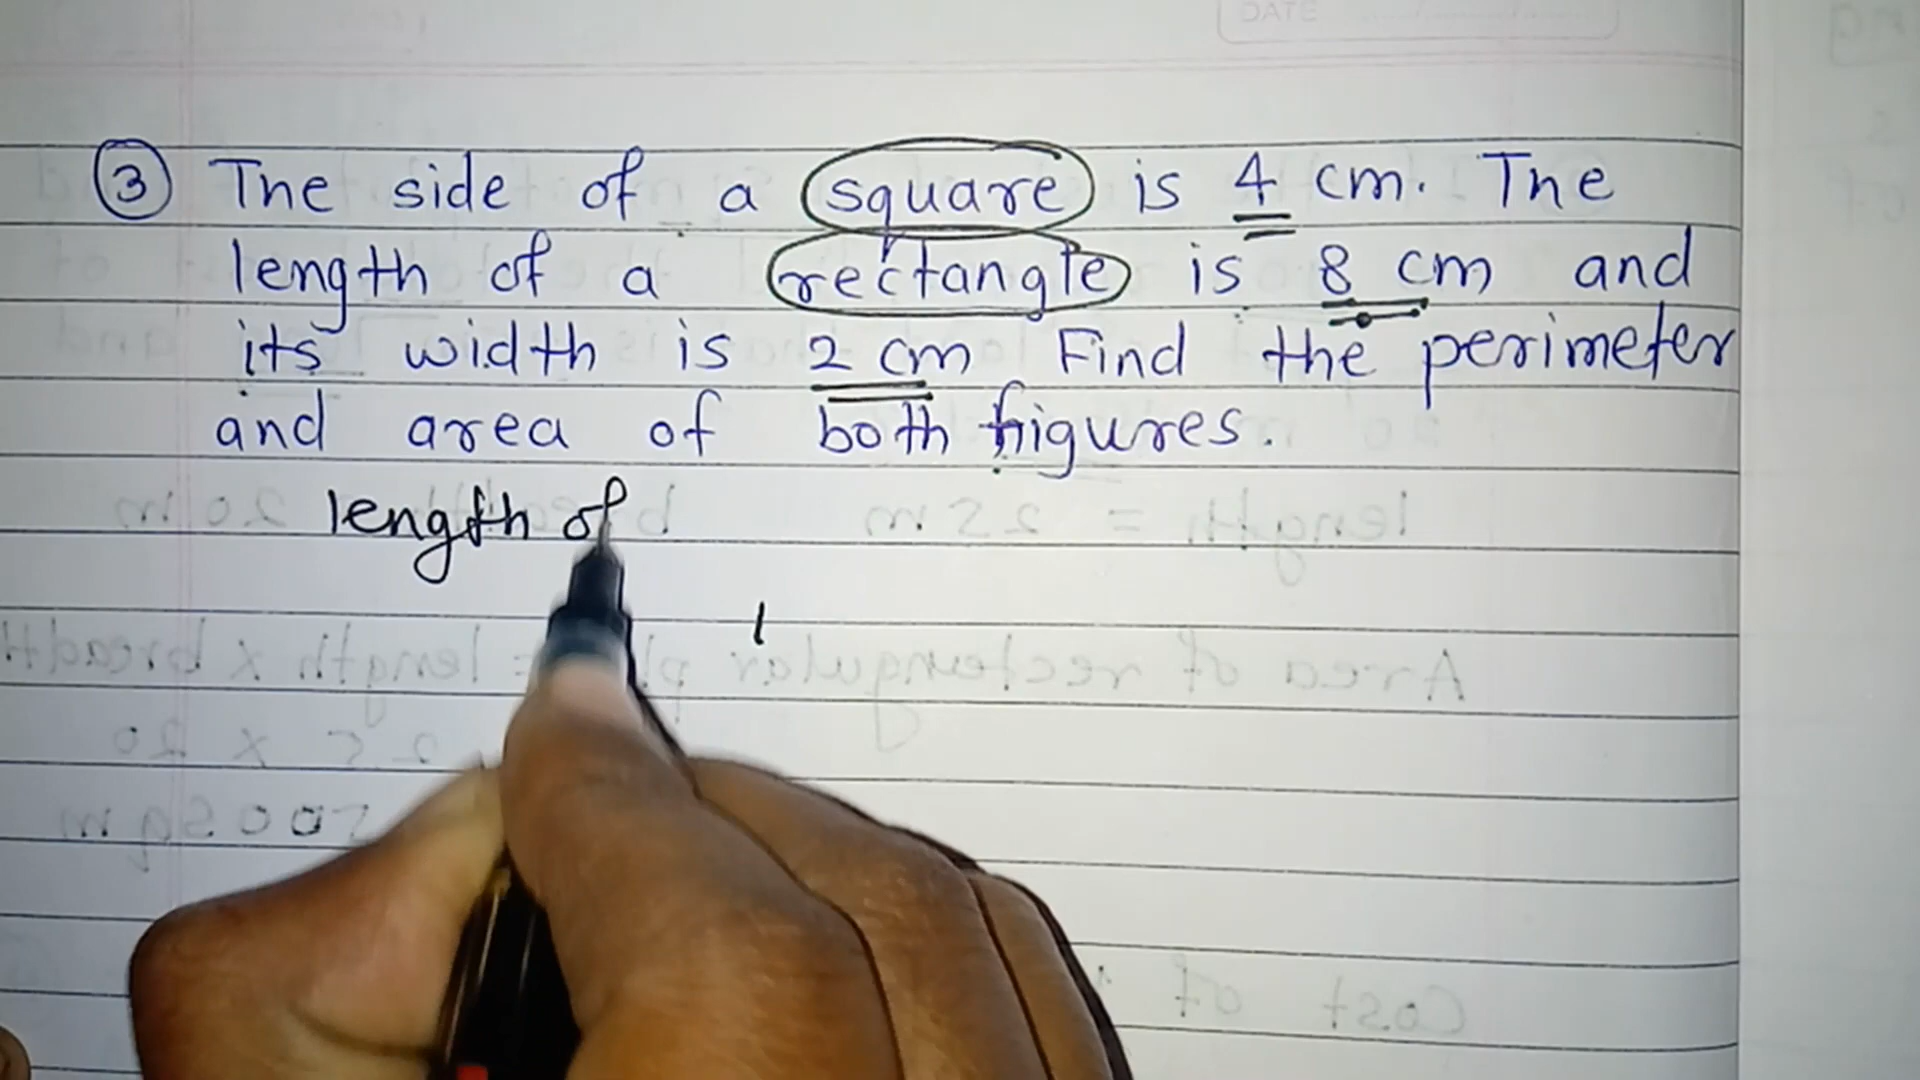 DATE
③ The side of a square is 4 cm. The
length of a rectangle is 8 cm and
its width is 2 cm Find the perimeter
and area of both figures.
length of